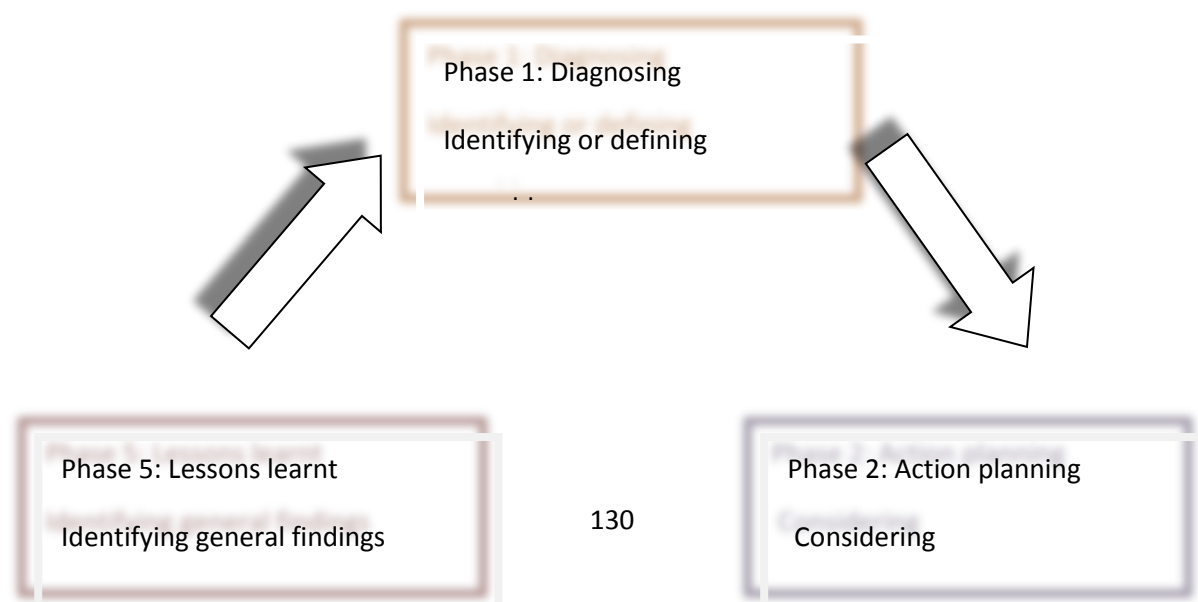 Phase 1: Diagnosing
Identifying or defining
Phase 5: Lessons learnt
Identifying general findings
130
Phase 2: Action planning
Considering